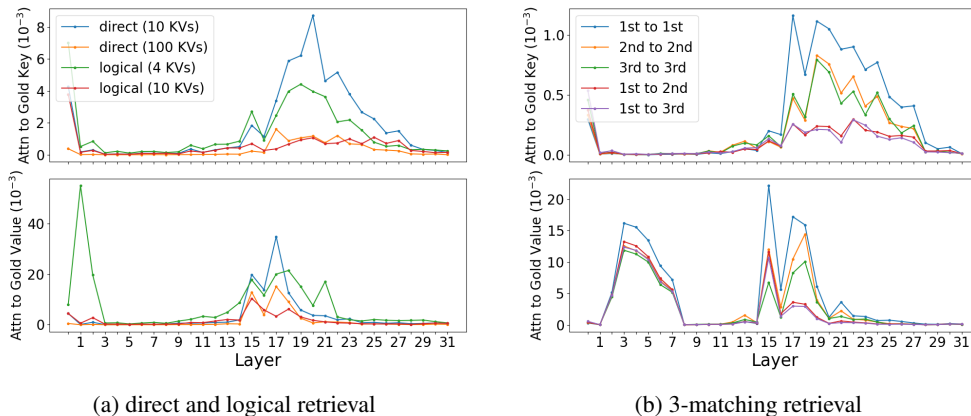 Attn to Gold Key (10⁻³)
8
6
4
2
0
direct (10 KVs)
direct (100 KVs)
logical (4 KVs)
logical (10 KVs)
Attn to Gold Value (10⁻³)
40
20
0
1 3 5 7 9 11 13 15 17 19 21 23 25 27 29 31
Layer
(a) direct and logical retrieval
Attn to Gold Key (10⁻³)
1.0
0.5
0.0
1st to 1st
2nd to 2nd
3rd to 3rd
1st to 2nd
1st to 3rd
Attn to Gold Value (10⁻³)
20
15
10
5
0
1 3 5 7 9 11 13 15 17 19 21 23 25 27 29 31
Layer
(b) 3-matching retrieval